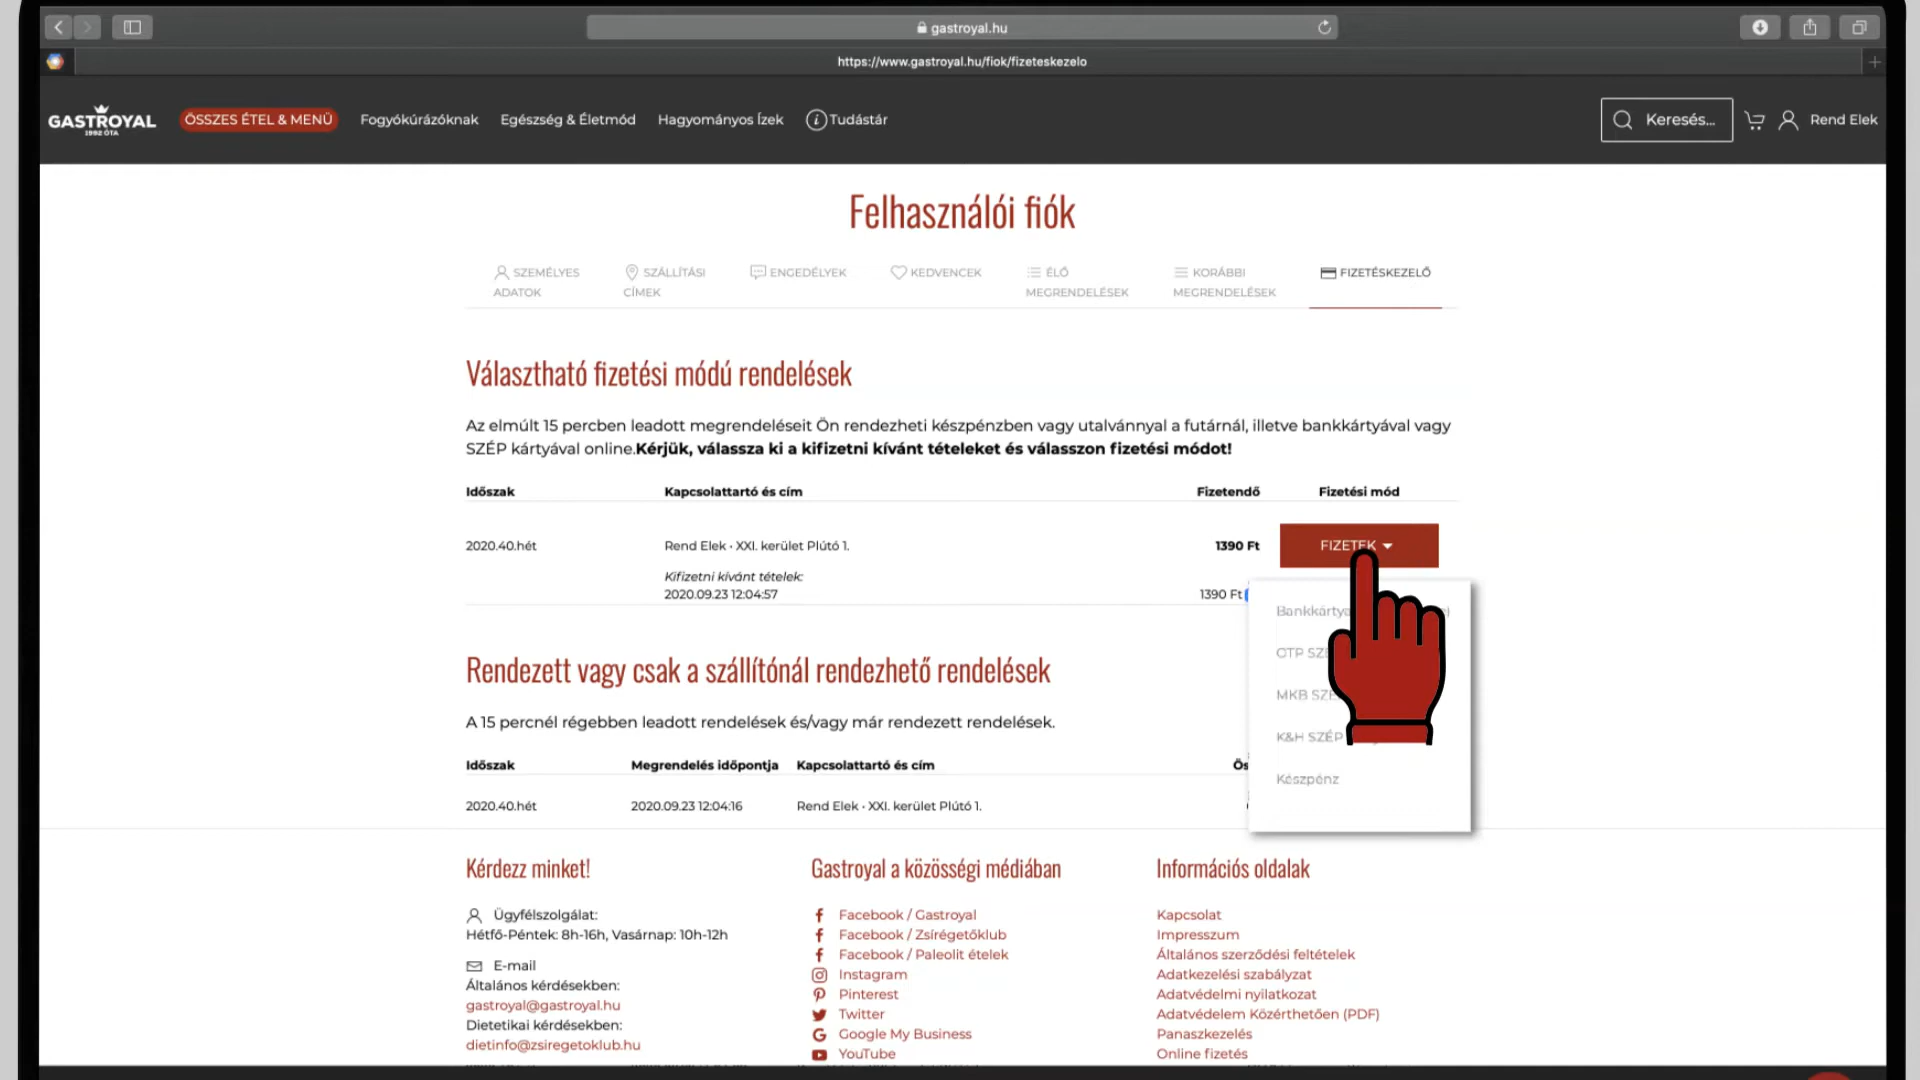 gastroyal.hu
https://www.gastroyal.hu/fiok/fizeteskezelo
GASTROYAL
1992 ÓTA
ÖSSZES ÉTEL & MENÜ
Fogyókúrázóknak
Egészség & Életmód
Hagyományos Ízek
Tudástár
Keresés...
Rend Elek
Felhasználói fiók
SZEMÉLYES
ADATOK
SZÁLLÍTÁSI
CÍMEK
ENGEDÉLYEK
KEDVENCEK
ÉLŐ
MEGRENDELÉSEK
KORÁBBI
MEGRENDELÉSEK
FIZETÉSKEZELŐ
Választható fizetési módú rendelések
Az elmúlt 15 percben leadott megrendeléseit Ön rendezheti készpénzben vagy utalvánnyal a futárnál, illetve bankkártyával vagy
SZÉP kártyával online.Kérjük, válassza ki a kifizetni kívánt tételeket és válasszon fizetési módot!
Időszak Kapcsolattartó és cím Fizetendő Fizetési mód
2020.40.hét Rend Elek • XXI. kerület Plútó 1. 1390 Ft FIZETEK
Kifizetni kívánt tételek:
2020.09.23 12:04:57 1390 Ft
OTP
MKB
K&H SZÉP
Készpénz
Rendezett vagy csak a szállítónál rendezhető rendelések
A 15 percnél régebben leadott rendelések és/vagy már rendezett rendelések.
Időszak Megrendelés időpontja Kapcsolattartó és cím
2020.40.hét 2020.09.23 12:04:16 Rend Elek • XXI. kerület Plútó 1.
Kérdezz minket!
Ügyfélszolgálat:
Hétfő-Péntek: 8h-16h, Vasárnap: 10h-12h
E-mail
Általános kérdésekben:
gastroyal@gastroyal.hu
Dietetikai kérdésekben:
dietinfo@zsiregetoklub.hu
Gastroyal a közösségi médiában
Facebook / Gastroyal
Facebook / Zsírégetőklub
Facebook / Paleolit ételek
Instagram
Pinterest
Twitter
Google My Business
YouTube
Információs oldalak
Kapcsolat
Impresszum
Általános szerződési feltételek
Adatkezelési szabályzat
Adatvédelmi nyilatkozat
Adatvédelem Közérthetően (PDF)
Panaszkezelés
Online fizetés